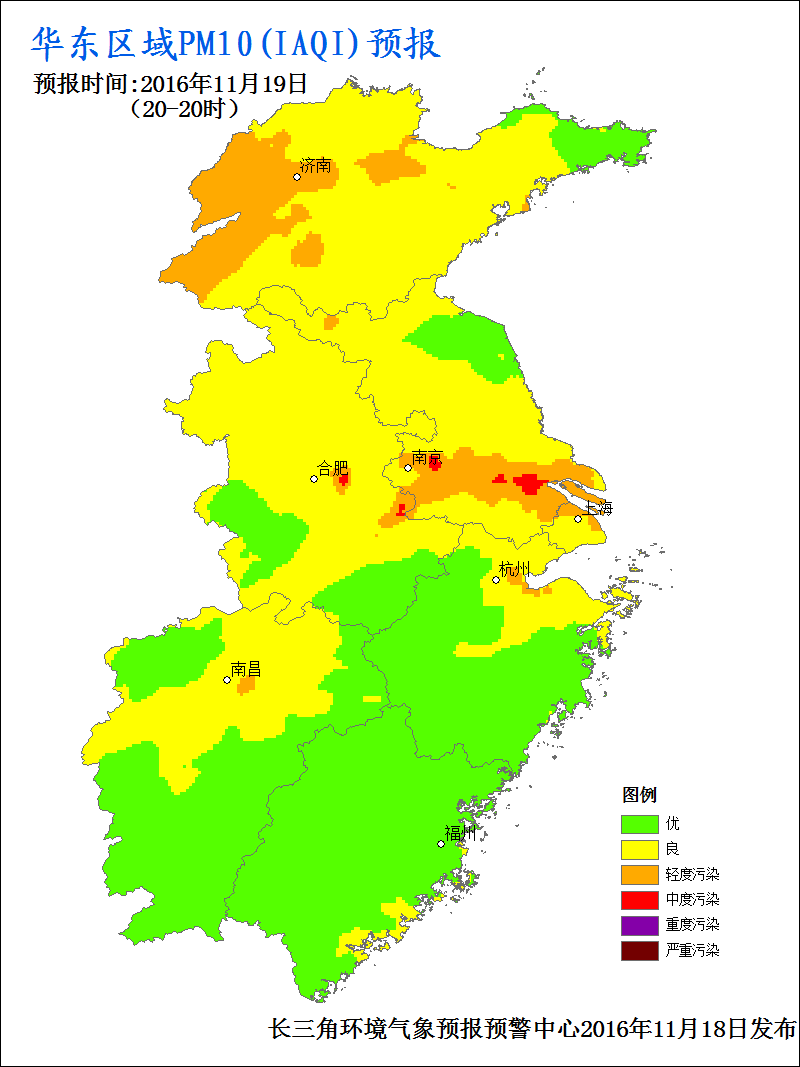 华东区域PM10(IAQI)预报
预报时间:2016年11月19日
（20-20时）
济南
合肥
南京
上海
杭州
南昌
福州
图例
优
良
轻度污染
中度污染
重度污染
严重污染
长三角环境气象预报预警中心2016年11月18日发布